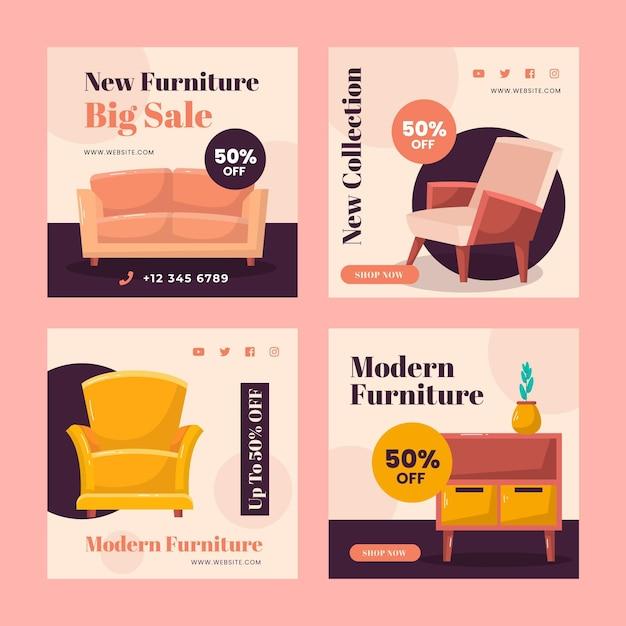 New Furniture
Big Sale
WWW.WEBSITE.COM
50%
OFF
+12 345 6789
New Collection
WWW.WEBSITE.COM
50%
OFF
SHOP NOW
Up To 50% OFF
Modern Furniture
WWW.WEBSITE.COM
Modern
Furniture
50%
OFF
SHOP NOW